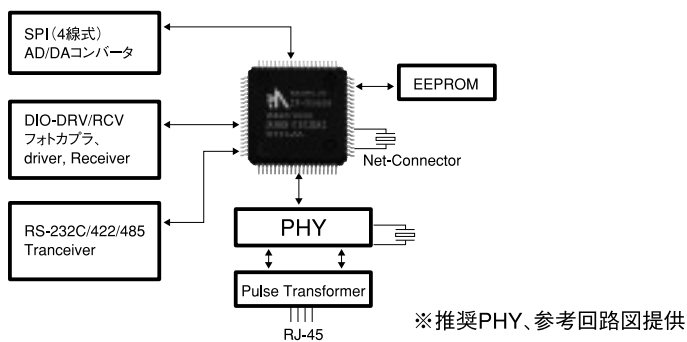 SPI(4線式)
AD/DAコンバータ
EEPROM
DIO-DRV/RCV
フォトカプラ、
driver, Receiver
Net-Connector
RS-232C/422/485
Tranceiver
PHY
Pulse Transformer
RJ-45
※推奨PHY、参考回路図提供